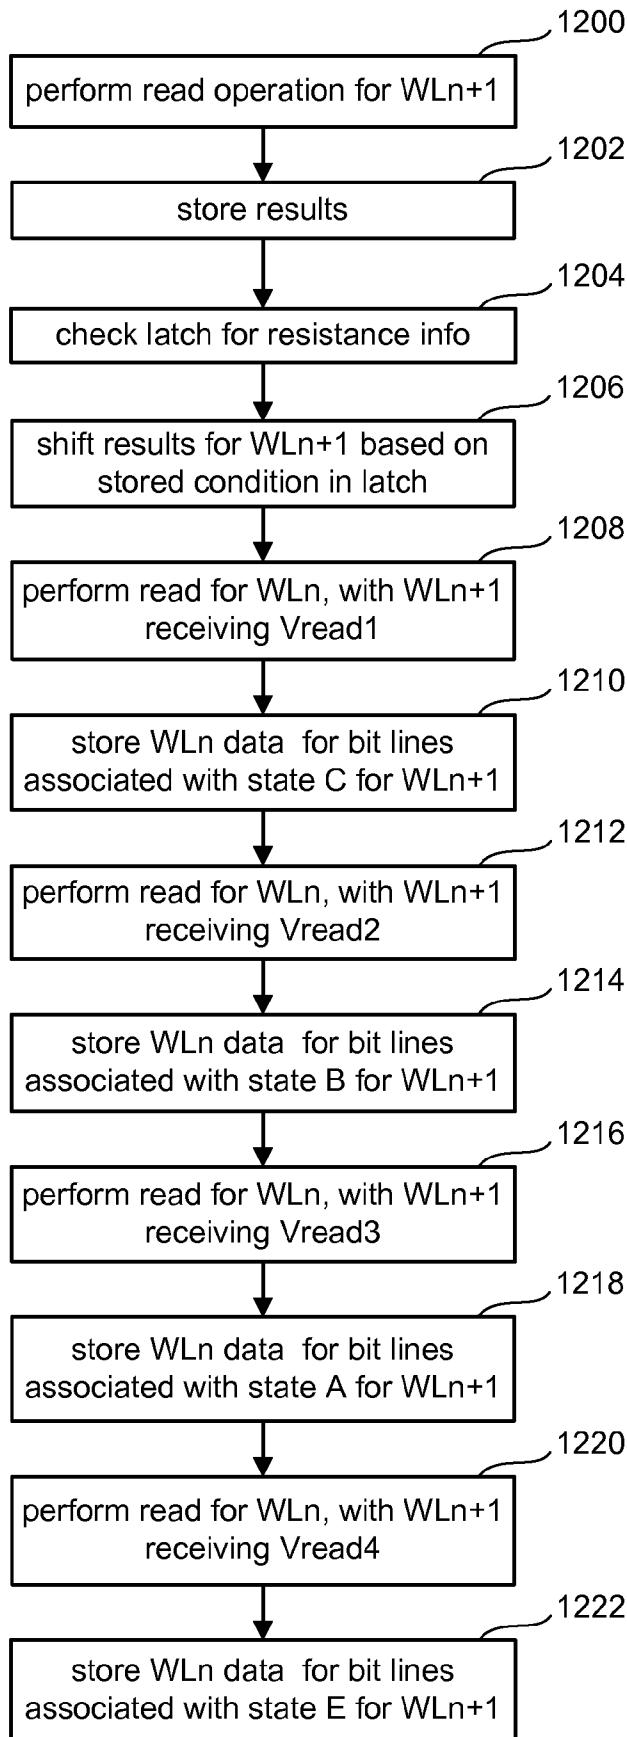 1200
perform read operation for WLn+1
1202
store results
1204
check latch for resistance info
1206
shift results for WLn+1 based on
stored condition in latch
1208
perform read for WLn, with WLn+1
receiving Vread1
1210
store WLn data for bit lines
associated with state C for WLn+1
1212
perform read for WLn, with WLn+1
receiving Vread2
1214
store WLn data for bit lines
associated with state B for WLn+1
1216
perform read for WLn, with WLn+1
receiving Vread3
1218
store WLn data for bit lines
associated with state A for WLn+1
1220
perform read for WLn, with WLn+1
receiving Vread4
1222
store WLn data for bit lines
associated with state E for WLn+1